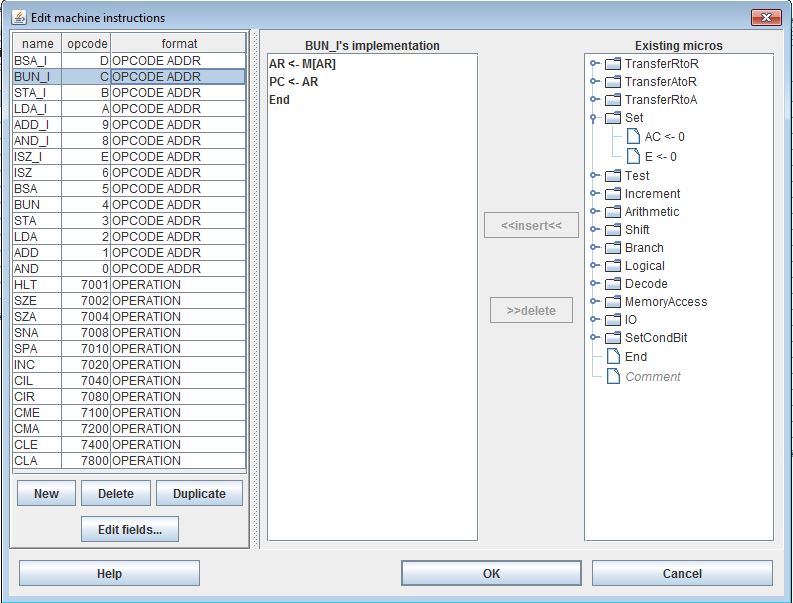 Edit machine instructions
name opcode format
BSA_I D OPCODE ADDR
BUN_I C OPCODE ADDR
STA_I B OPCODE ADDR
LDA_I A OPCODE ADDR
ADD_I 9 OPCODE ADDR
AND_I 8 OPCODE ADDR
ISZ_I E OPCODE ADDR
ISZ 6 OPCODE ADDR
BSA 5 OPCODE ADDR
BUN 4 OPCODE ADDR
STA 3 OPCODE ADDR
LDA 2 OPCODE ADDR
ADD 1 OPCODE ADDR
AND 0 OPCODE ADDR
HLT 7001 OPERATION
SZE 7002 OPERATION
SZA 7004 OPERATION
SNA 7008 OPERATION
SPA 7010 OPERATION
INC 7020 OPERATION
CIL 7040 OPERATION
CIR 7080 OPERATION
CME 7100 OPERATION
CMA 7200 OPERATION
CLE 7400 OPERATION
CLA 7800 OPERATION
New Delete Duplicate
Edit fields...
BUN_I's implementation
AR <- M[AR]
PC <- AR
End
<<insert<<
>>delete
Existing micros
TransferRtoR
TransferAtoR
TransferRtoA
Set
AC <- 0
E <- 0
Test
Increment
Arithmetic
Shift
Branch
Logical
Decode
MemoryAccess
IO
SetCondBit
End
Comment
Help OK Cancel